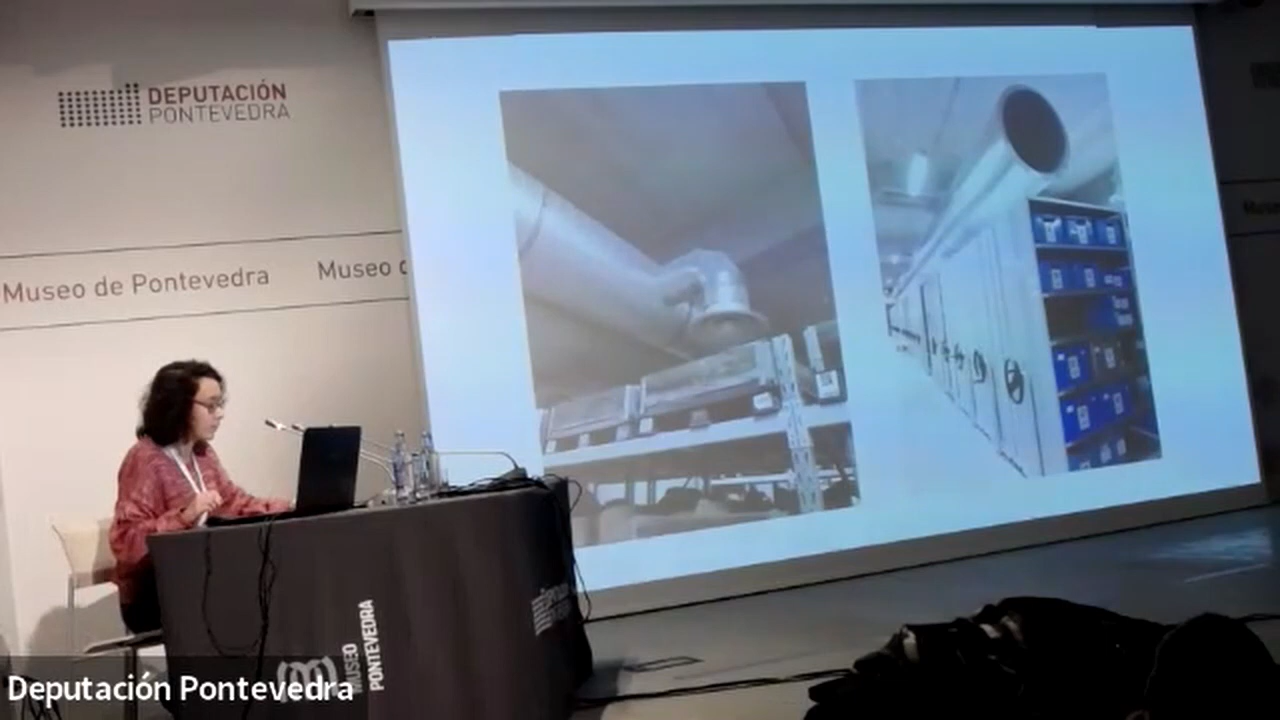 DEPUTACIÓN
PONTEVEDRA
Museo de Pontevedra
Museo
MUSEO
PONTEVEDRA
Deputación Pontevedra